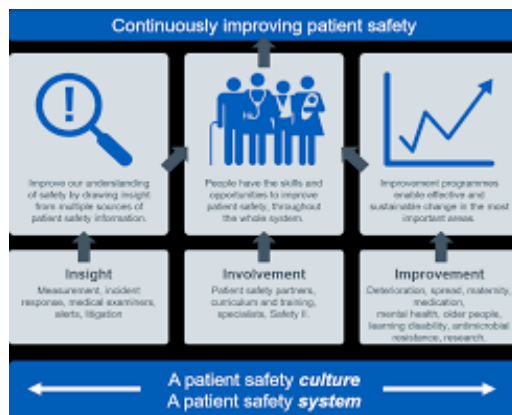 Continuously improving patient safety
!
Improve our understanding
of safety by drawing insight
from multiple sources of
patient safety information.
People have the skills and
opportunities to improve
patient safety, throughout
the whole system.
Improvement programmes
enable effective and
sustainable change in the most
important areas.
Insight
Measurement, incident
response, medical examiners,
alerts, litigation
Involvement
Patient safety partners,
curriculum and training,
specialists, Safety II.
Improvement
Deterioration, spread, maternity,
medication,
mental health, older people,
learning disability, antimicrobial
resistance, research.
A patient safety culture
A patient safety system